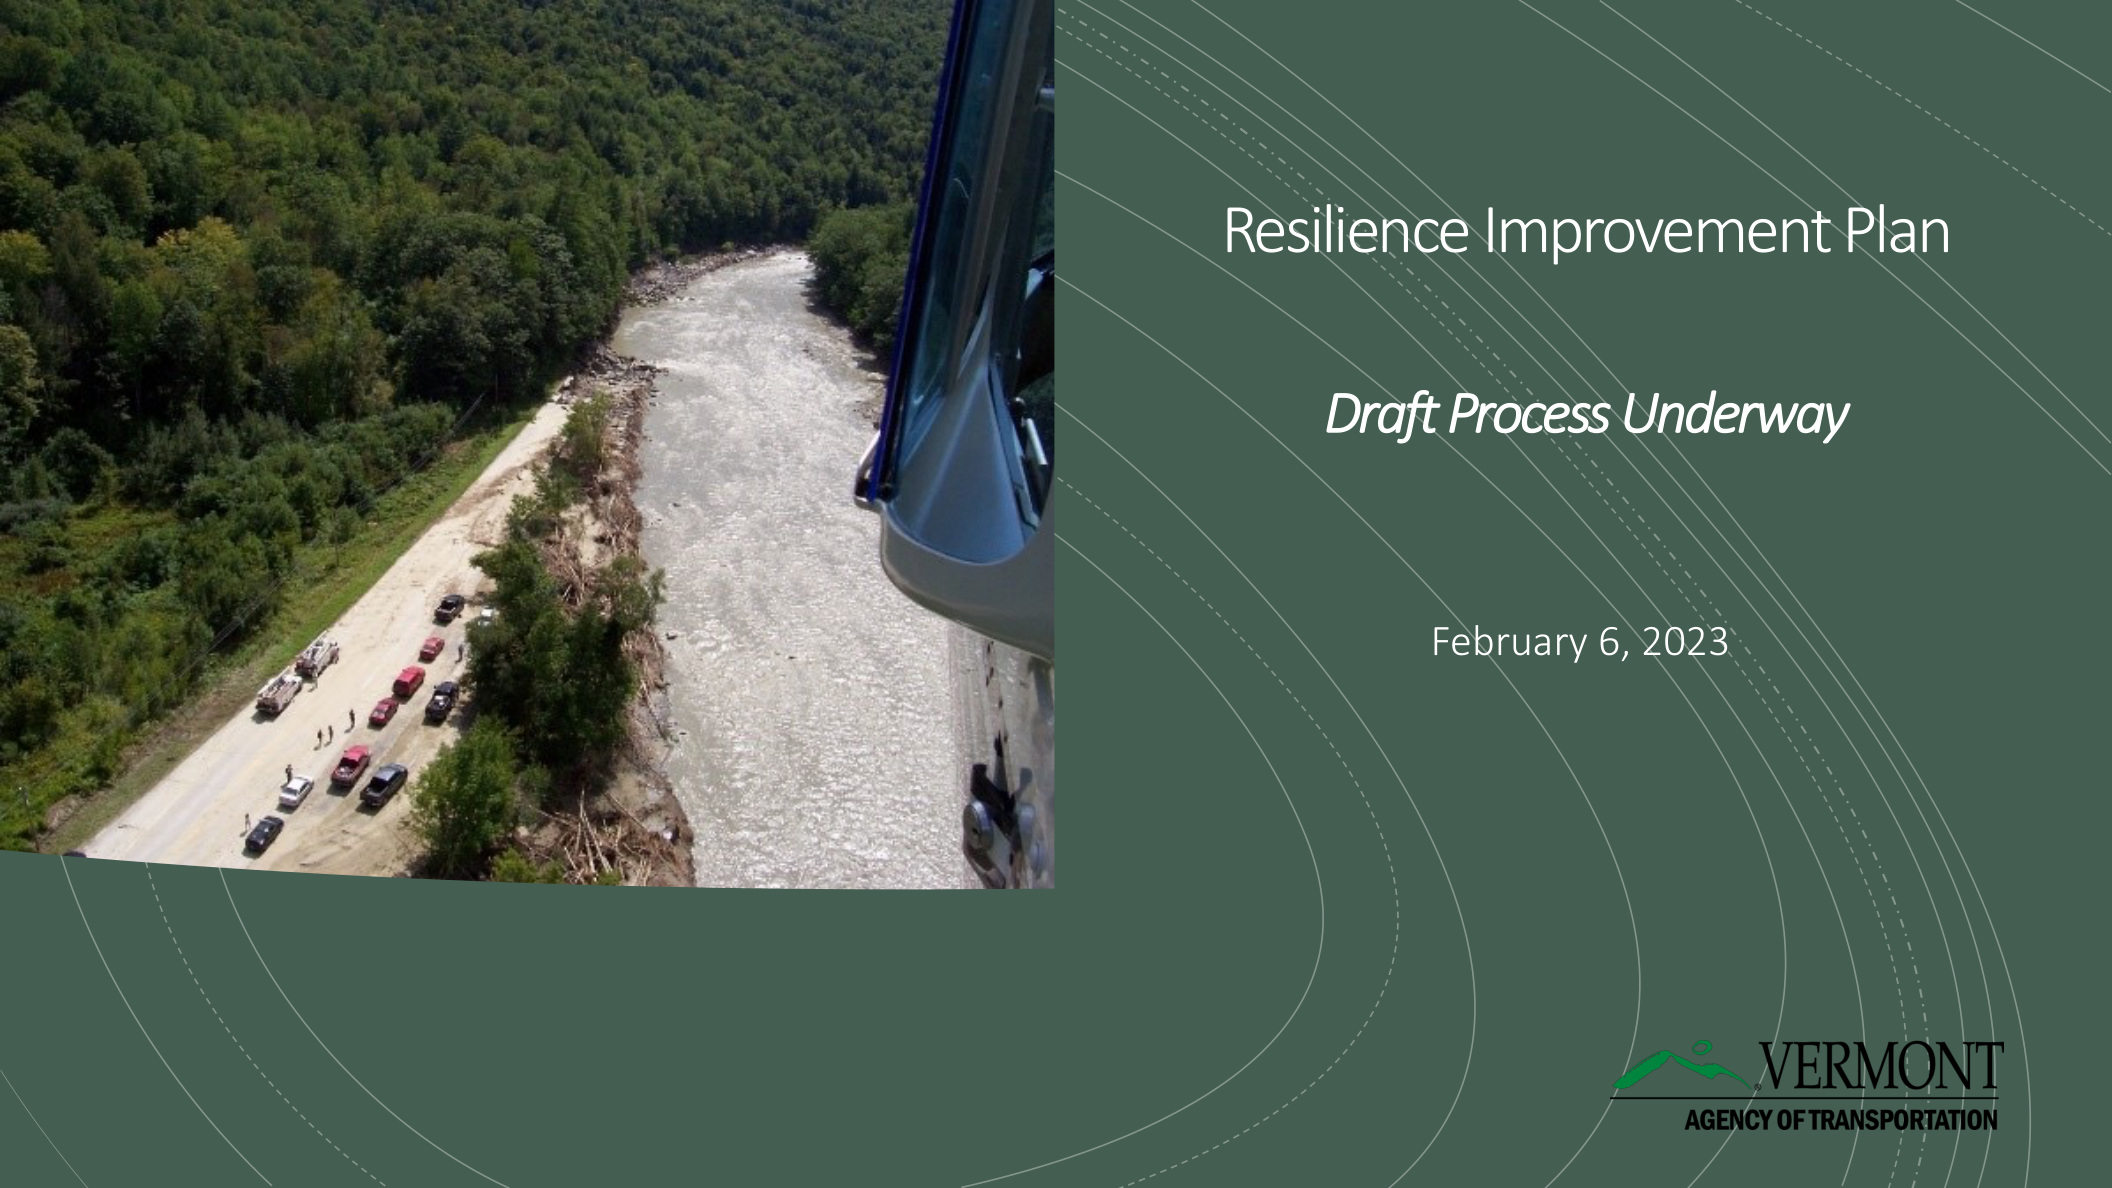 Resilience Improvement Plan
Draft Process Underway
February 6, 2023
VERMONT
AGENCY OF TRANSPORTATION